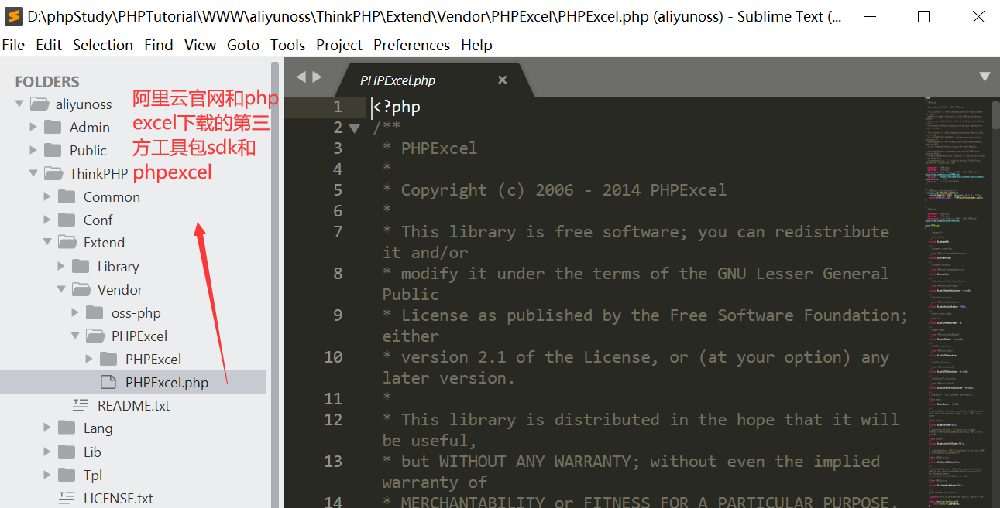 D:\phpStudy\PHPTutorial\WWW\aliyunoss\ThinkPHP\Extend\Vendor\PHPExcel\PHPExcel.php (aliyunoss) - Sublime Text (...
File Edit Selection Find View Goto Tools Project Preferences Help
FOLDERS
aliyunoss
Admin
Public
ThinkPHP
Common
Conf
Extend
Library
Vendor
oss-php
PHPExcel
PHPExcel
PHPExcel.php
README.txt
Lang
Lib
Tpl
LICENSE.txt
阿里云官网和php
excel下载的第三
方工具包sdk和
phpexcel
PHPExcel.php
1 <?php
2 /**
3 * PHPExcel
4 *
5 * Copyright (c) 2006 - 2014 PHPExcel
6 *
7 * This library is free software; you can redistribute
it and/or
8 * modify it under the terms of the GNU Lesser General
Public
9 * License as published by the Free Software Foundation;
either
10 * version 2.1 of the License, or (at your option) any
later version.
11 *
12 * This library is distributed in the hope that it will
be useful,
13 * but WITHOUT ANY WARRANTY; without even the implied
warranty of
14 * MERCHANTABILITY or FITNESS FOR A PARTICULAR PURPOSE.